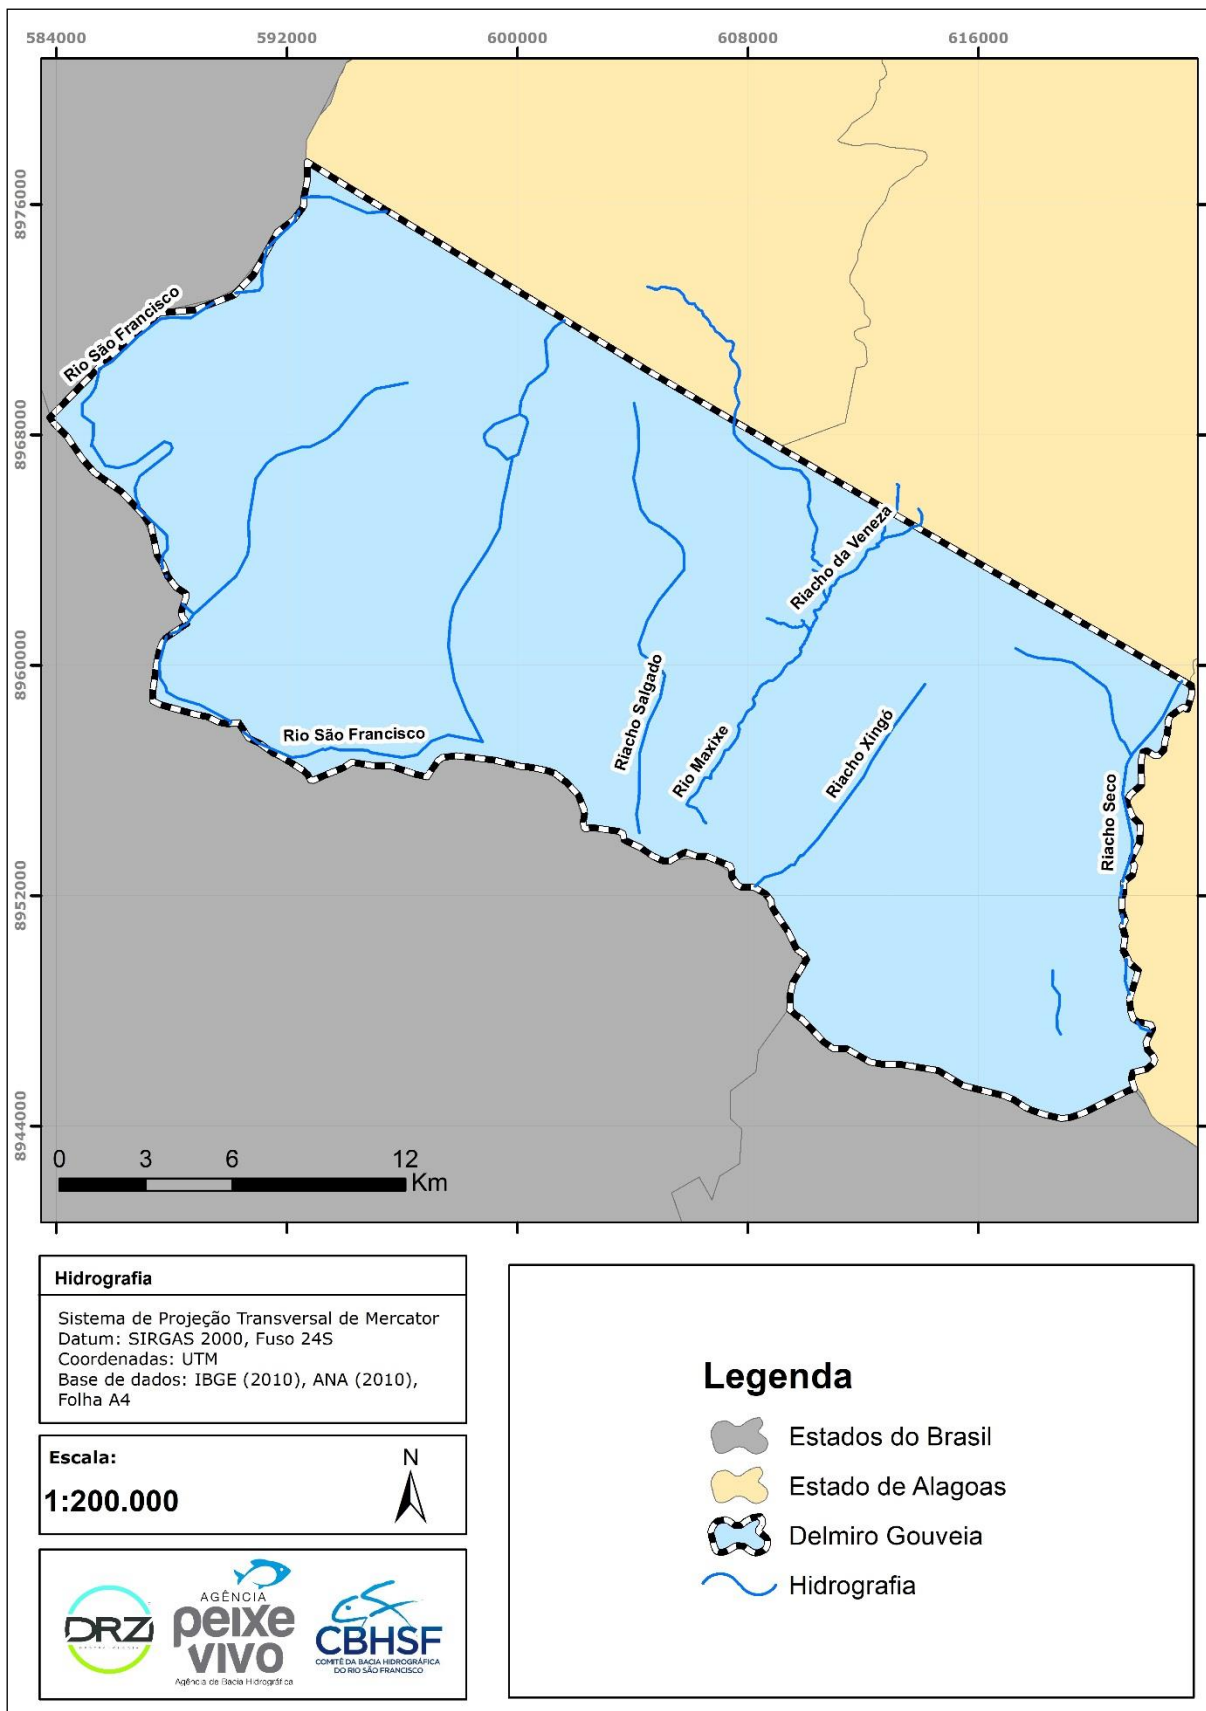 584000 592000 600000 608000 616000
8976000
8968000
8960000
8952000
8944000
Rio São Francisco
Riacho da Veneza
Riacho Salgado
Rio Maxixe
Riacho Xingó
Rio São Francisco
Riacho Seco
0 3 6 12
Km
Hidrografia
Sistema de Projeção Transversal de Mercator
Datum: SIRGAS 2000, Fuso 24S
Coordenadas: UTM
Base de dados: IBGE (2010), ANA (2010),
Folha A4
Escala:
1:200.000
N
DRZ
AGÊNCIA
peixe
vivo
Agência de Bacia Hidrográfica
CBHSF
COMITÊ DA BACIA HIDROGRÁFICA
DO RIO SÃO FRANCISCO
Legenda
Estados do Brasil
Estado de Alagoas
Delmiro Gouveia
Hidrografia